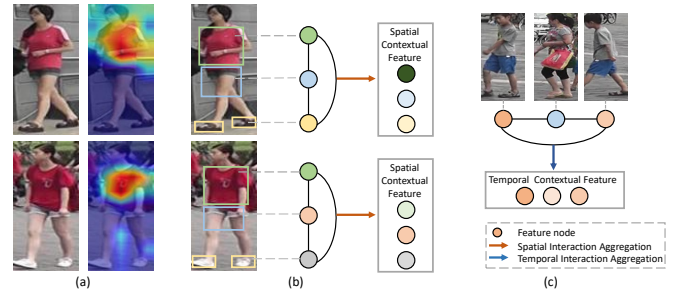 Spatial
Contextual
Feature
Spatial
Contextual
Feature
(a)
(b)
Temporal Contextual Feature
Feature node
Spatial Interaction Aggregation
Temporal Interaction Aggregation
(c)